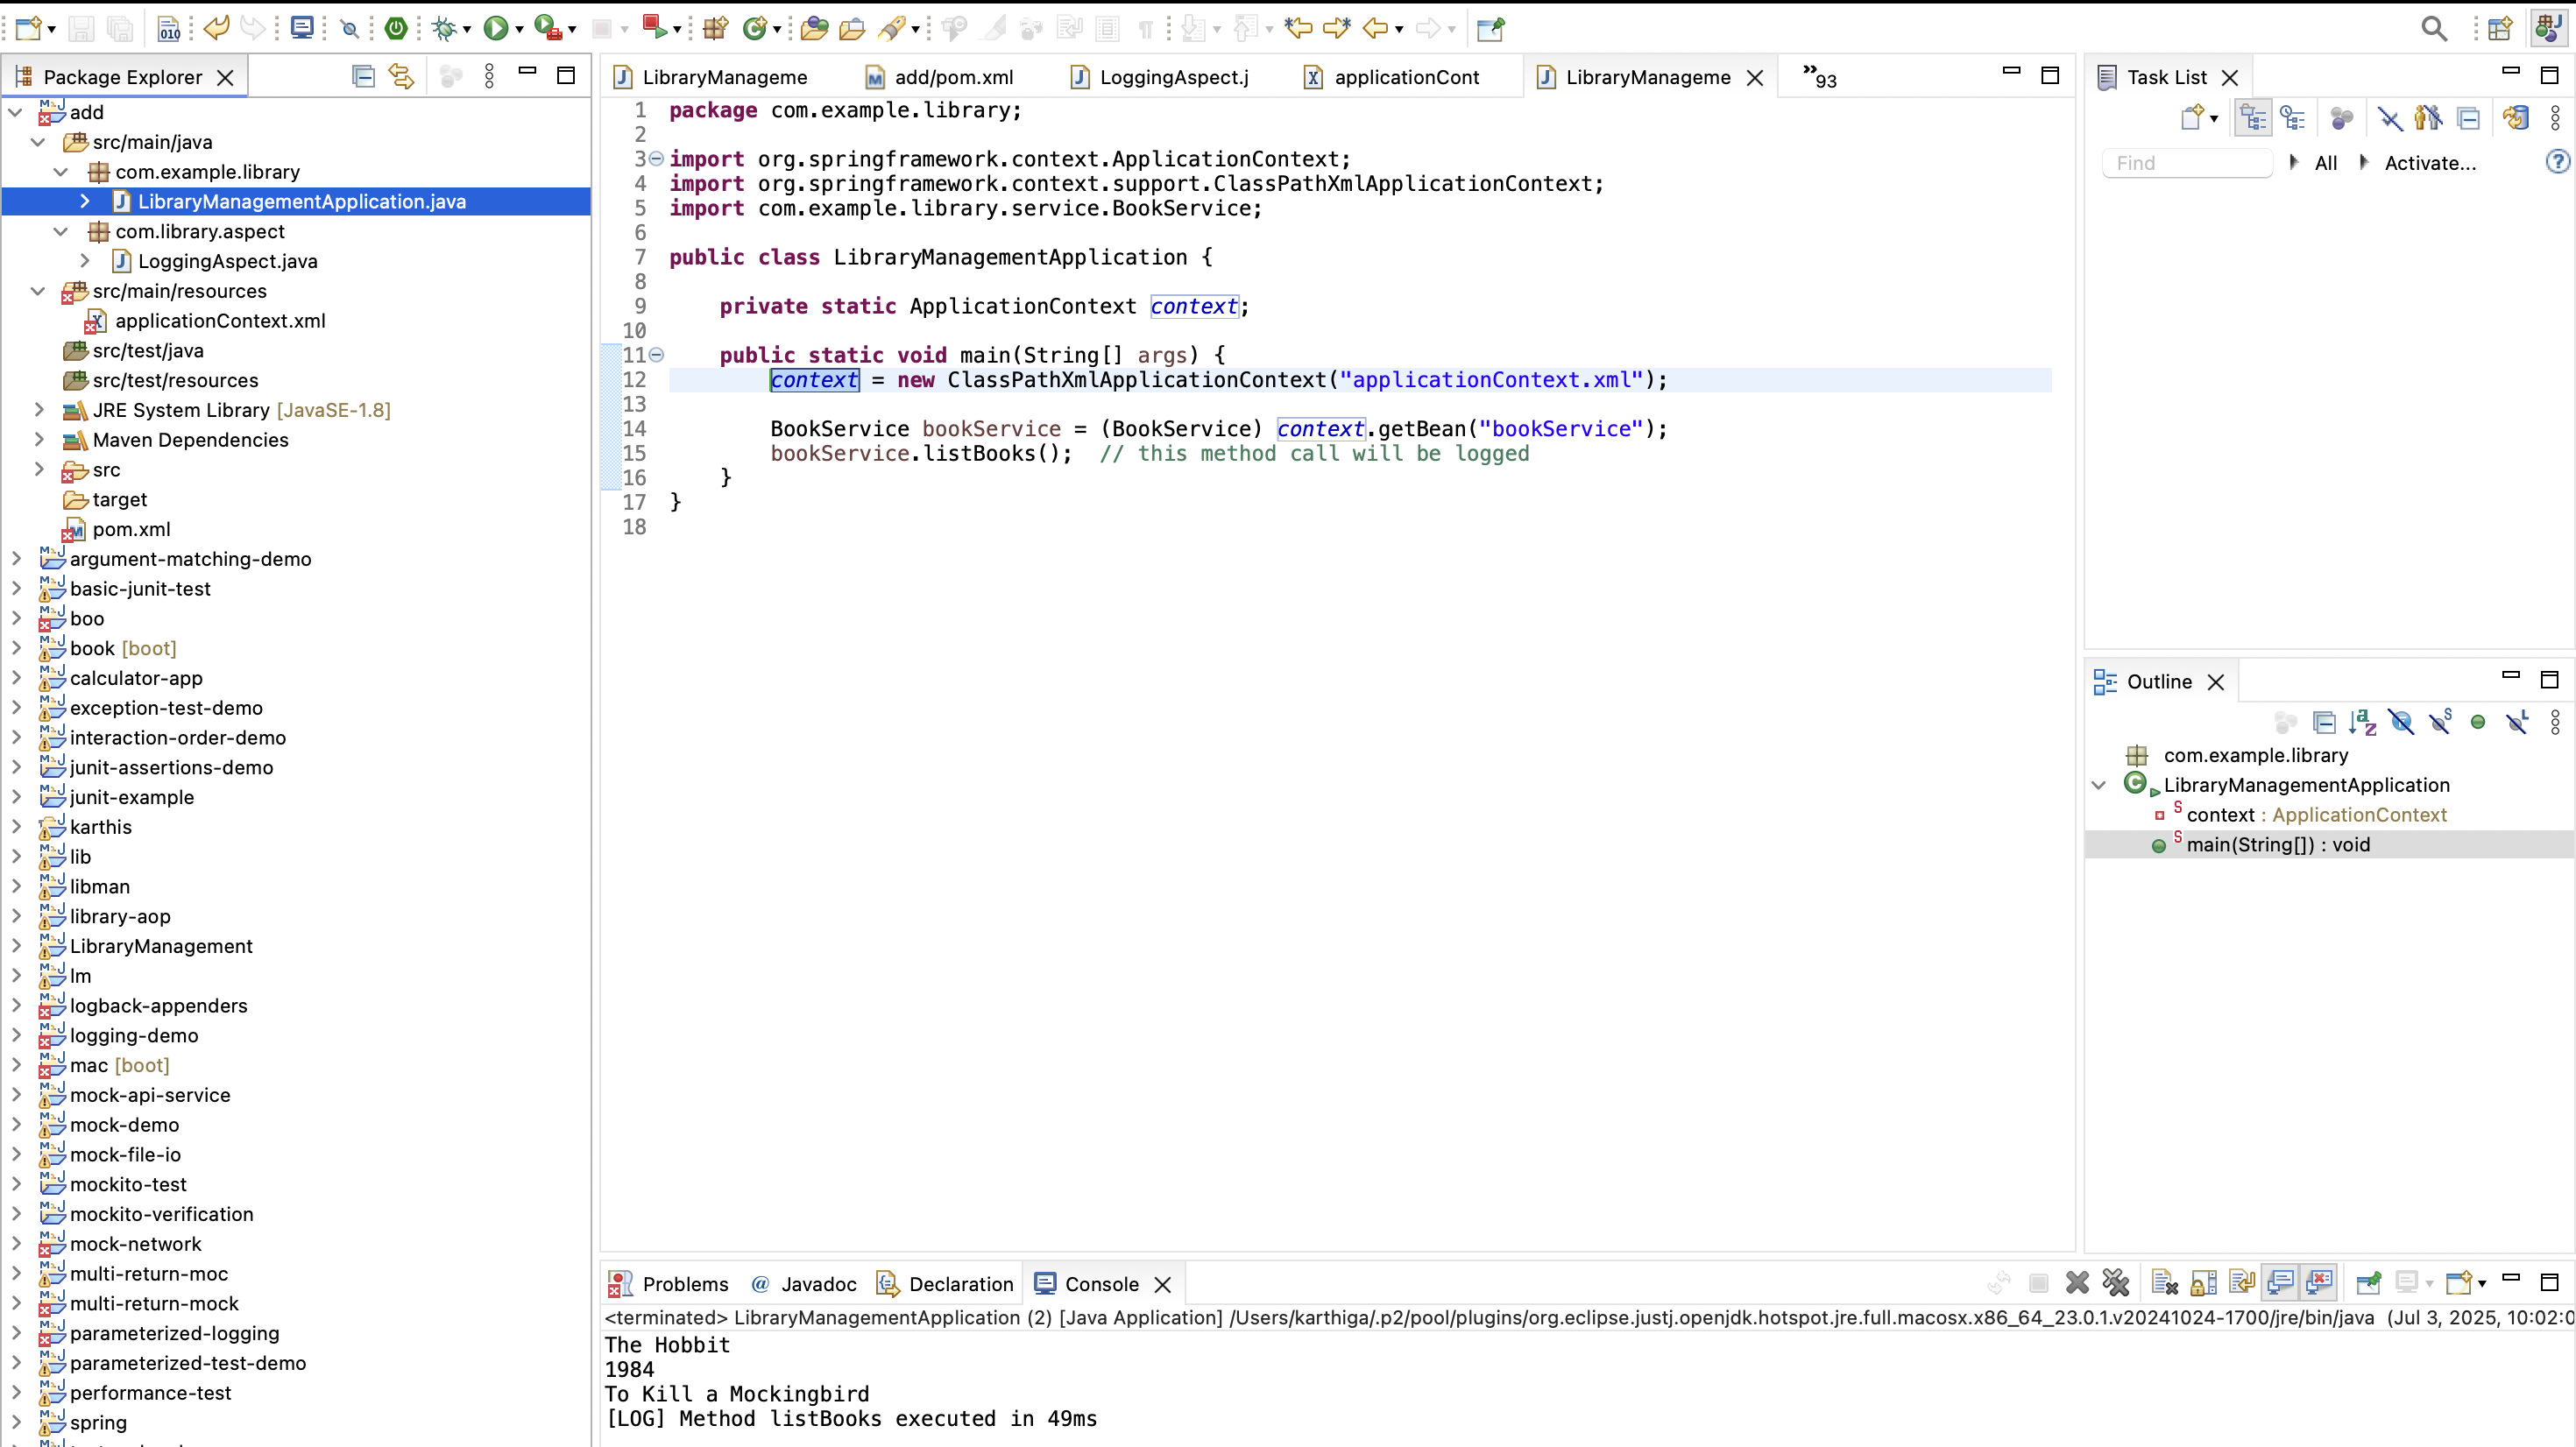 Package Explorer
add
src/main/java
com.example.library
LibraryManagementApplication.java
com.library.aspect
LoggingAspect.java
src/main/resources
applicationContext.xml
src/test/java
src/test/resources
JRE System Library [JavaSE-1.8]
Maven Dependencies
src
target
pom.xml
argument-matching-demo
basic-junit-test
boo
book [boot]
calculator-app
exception-test-demo
interaction-order-demo
junit-assertions-demo
junit-example
karthis
lib
libman
library-aop
LibraryManagement
lm
logback-appenders
logging-demo
mac [boot]
mock-api-service
mock-demo
mock-file-io
mockito-test
mockito-verification
mock-network
multi-return-moc
multi-return-mock
parameterized-logging
parameterized-test-demo
performance-test
spring
LibraryManageme add/pom.xml LoggingAspect.j applicationCont LibraryManageme »93
1 package com.example.library;
2
3 import org.springframework.context.ApplicationContext;
4 import org.springframework.context.support.ClassPathXmlApplicationContext;
5 import com.example.library.service.BookService;
6
7 public class LibraryManagementApplication {
8
9 private static ApplicationContext context;
10
11 public static void main(String[] args) {
12 context = new ClassPathXmlApplicationContext("applicationContext.xml");
13
14 BookService bookService = (BookService) context.getBean("bookService");
15 bookService.listBooks(); // this method call will be logged
16 }
17 }
18
Task List
Find All Activate...
Outline
com.example.library
LibraryManagementApplication
context : ApplicationContext
main(String[]) : void
Problems Javadoc Declaration Console
<terminated> LibraryManagementApplication (2) [Java Application] /Users/karthiga/.p2/pool/plugins/org.eclipse.justj.openjdk.hotspot.jre.full.macosx.x86_64_23.0.1.v20241024-1700/jre/bin/java (Jul 3, 2025, 10:02:0
The Hobbit
1984
To Kill a Mockingbird
[LOG] Method listBooks executed in 49ms